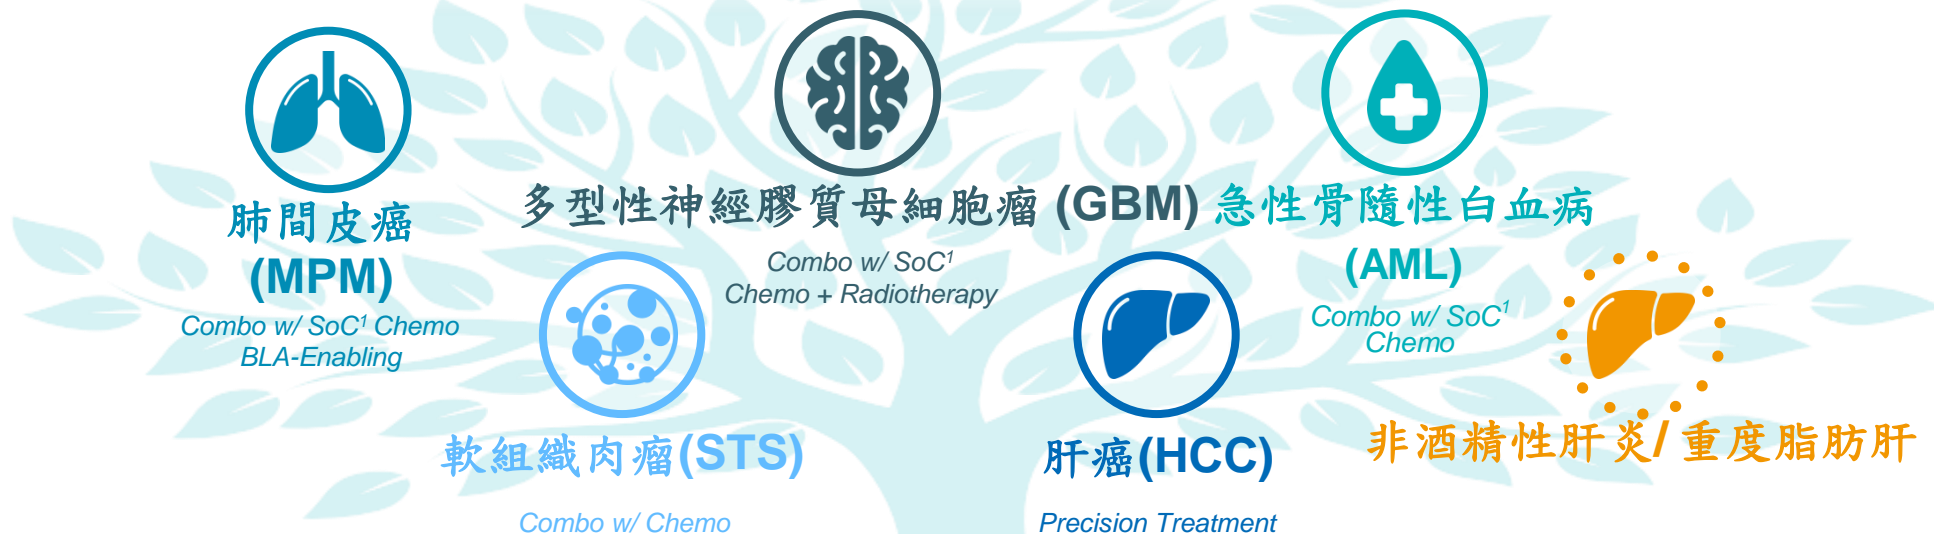 肺間皮癌
(MPM)
Combo w/ SoC¹ Chemo
BLA-Enabling
多型性神經膠質母細胞瘤 (GBM)
Combo w/ SoC¹
Chemo + Radiotherapy
急性骨隨性白血病
(AML)
Combo w/ SoC¹
Chemo
軟組織肉瘤(STS)
Combo w/ Chemo
肝癌(HCC)
Precision Treatment
非酒精性肝炎/ 重度脂肪肝